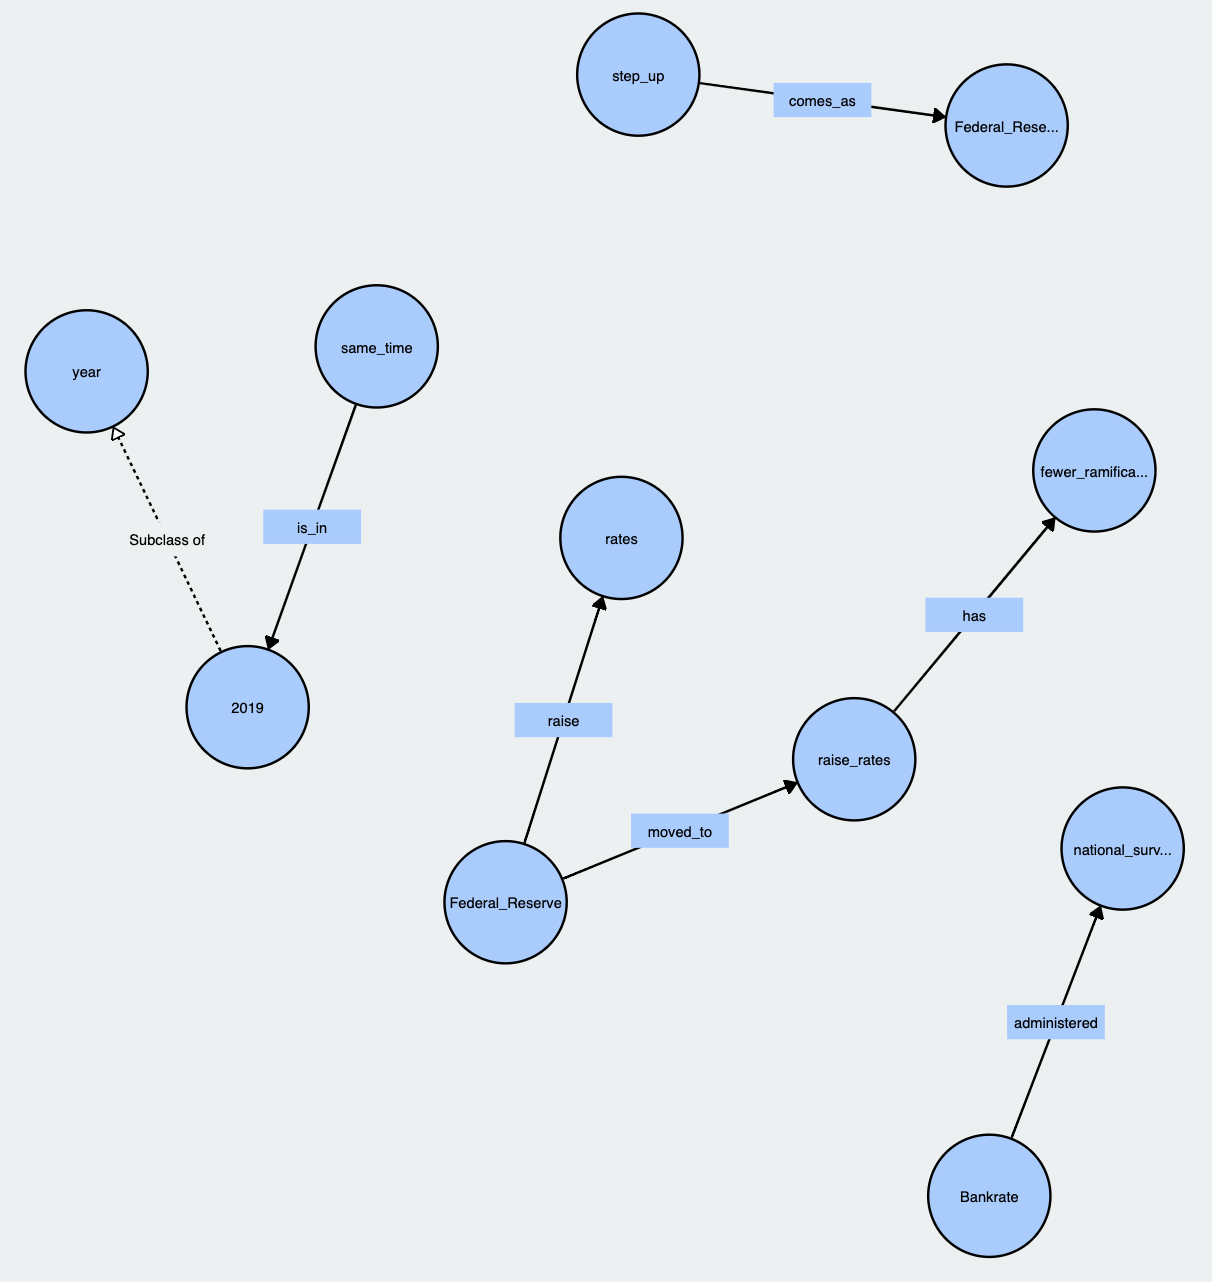 step_up
comes_as
Federal_Rese...
year
same_time
is_in
Subclass of
2019
rates
raise
fewer_ramifica...
has
raise_rates
moved_to
Federal_Reserve
national_surv...
administered
Bankrate